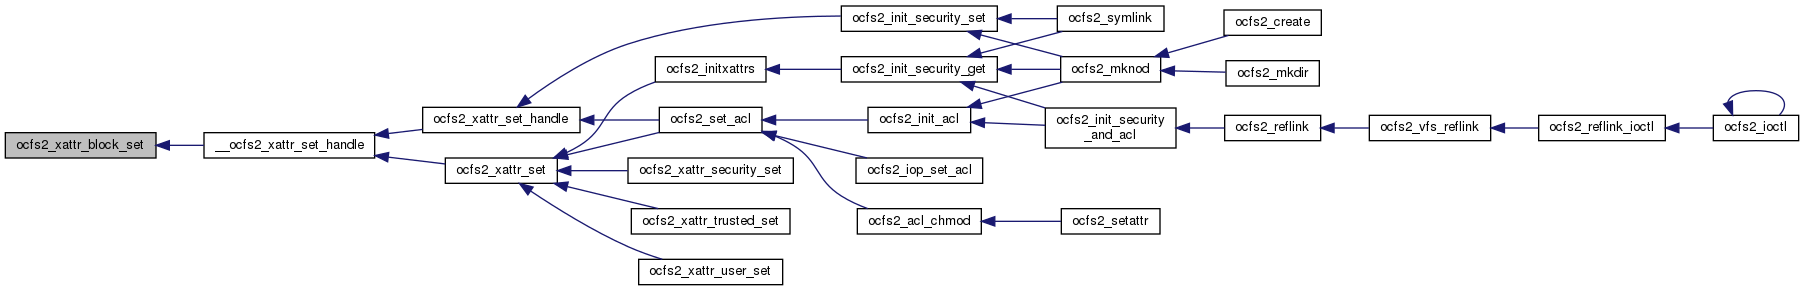 ocfs2_init_security_set
ocfs2_symlink
ocfs2_create
ocfs2_initxattrs
ocfs2_init_security_get
ocfs2_mknod
ocfs2_mkdir
ocfs2_xattr_set_handle
ocfs2_set_acl
ocfs2_init_acl
ocfs2_init_security
_and_acl
ocfs2_reflink
ocfs2_vfs_reflink
ocfs2_reflink_ioctl
ocfs2_ioctl
ocfs2_xattr_block_set
__ocfs2_xattr_set_handle
ocfs2_xattr_set
ocfs2_xattr_security_set
ocfs2_iop_set_acl
ocfs2_xattr_trusted_set
ocfs2_acl_chmod
ocfs2_setattr
ocfs2_xattr_user_set